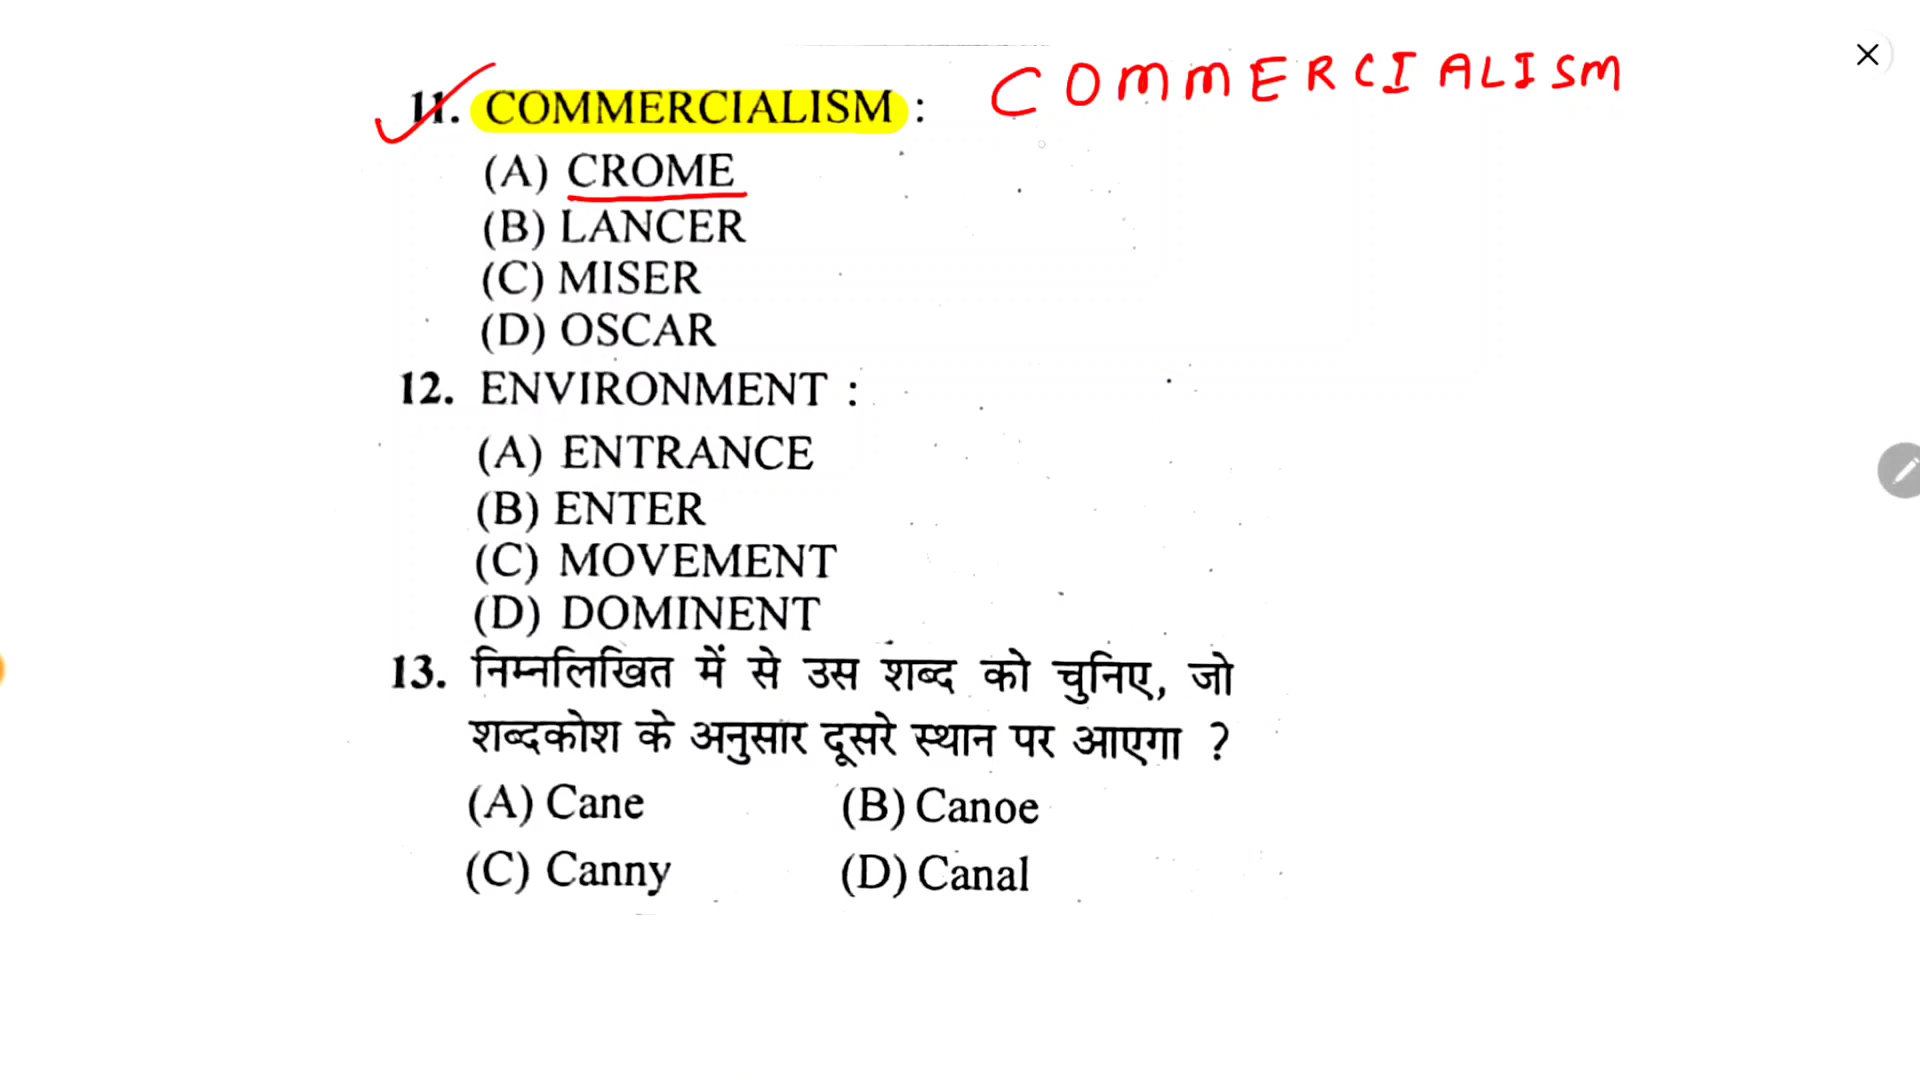 COMMERCIALISM
11. COMMERCIALISM :
(A) CROME
(B) LANCER
(C) MISER
(D) OSCAR
12. ENVIRONMENT :
(A) ENTRANCE
(B) ENTER
(C) MOVEMENT
(D) DOMINENT
13. निम्नलिखित में से उस शब्द को चुनिए, जो
शब्दकोश के अनुसार दूसरे स्थान पर आएगा ?
(A) Cane (B) Canoe
(C) Canny (D) Canal